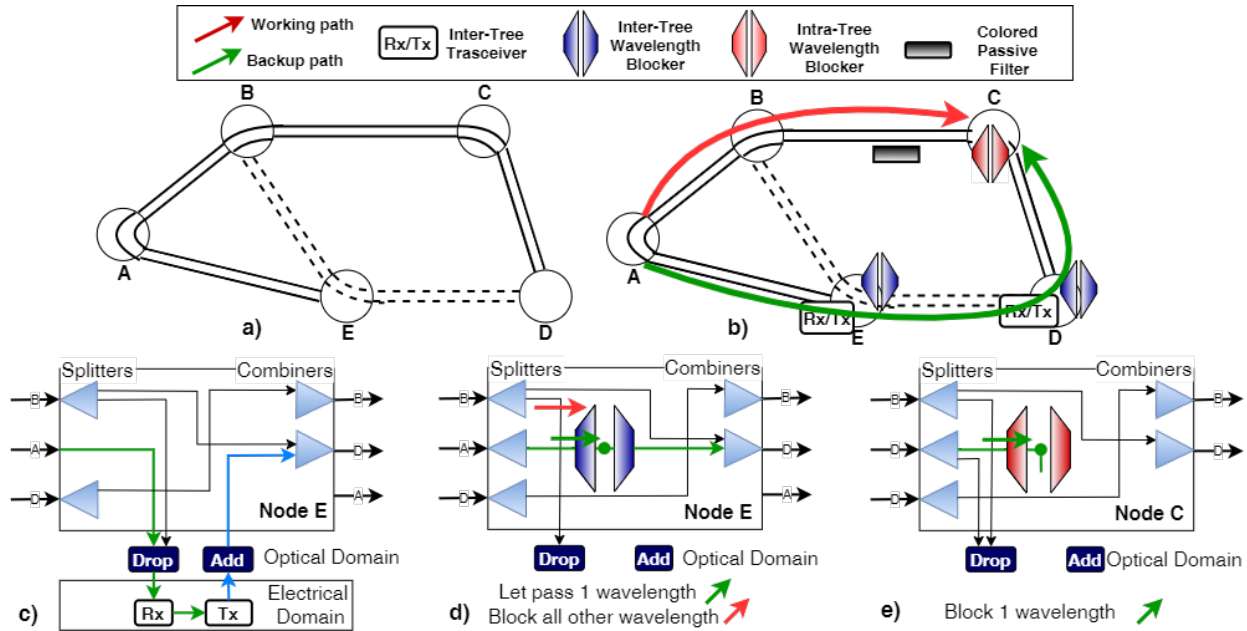 Working path
Backup path
Rx/Tx
Inter-Tree
Trasceiver
Inter-Tree
Wavelength
Blocker
Intra-Tree
Wavelength
Blocker
Colored
Passive
Filter
B
C
A
E
D
a)
B
C
A
Rx/Tx
E
Rx/Tx
D
b)
Splitters
Combiners
B
B
A
D
D
A
Node E
Drop
Add
Optical Domain
Electrical
Domain
Rx
Tx
c)
Splitters
Combiners
B
B
A
D
D
A
Node E
Drop
Add
Optical Domain
Let pass 1 wavelength
Block all other wavelength
d)
Splitters
Combiners
B
B
D
D
D
Node C
Drop
Add
Optical Domain
Block 1 wavelength
e)